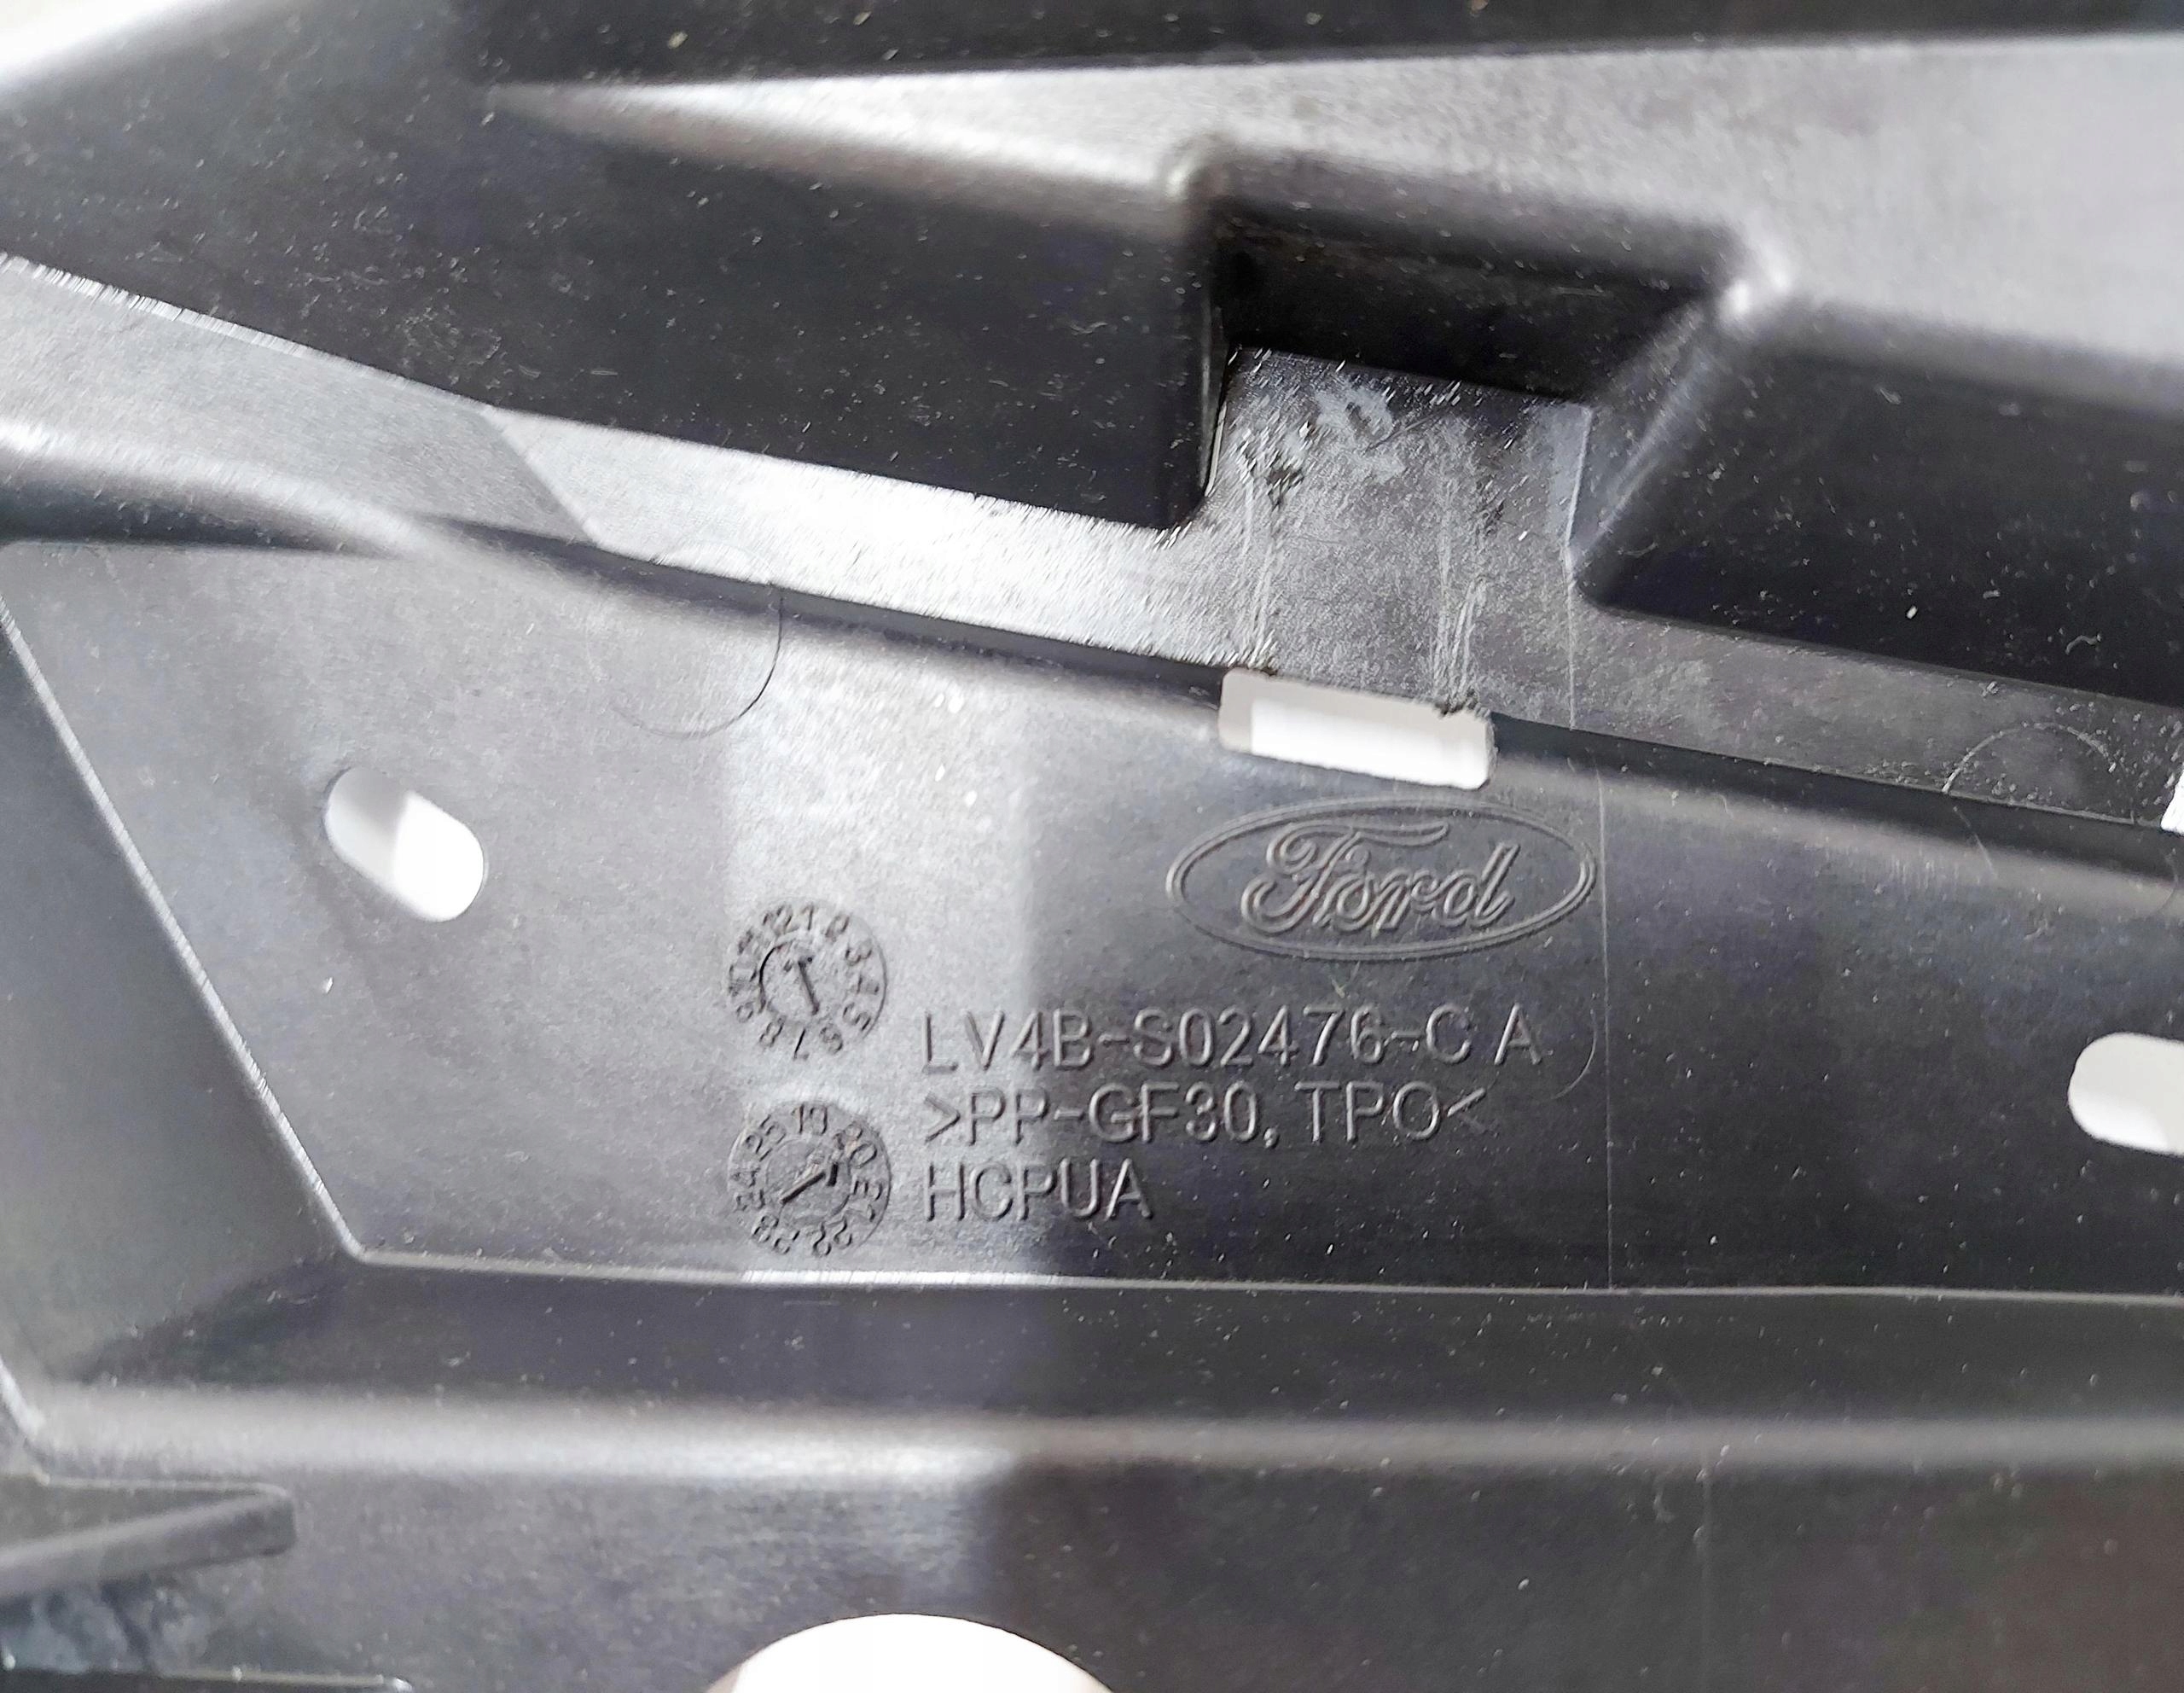 Ford
LV4B-S02476-C A
>PP-GF30, TPO<
HCPUA